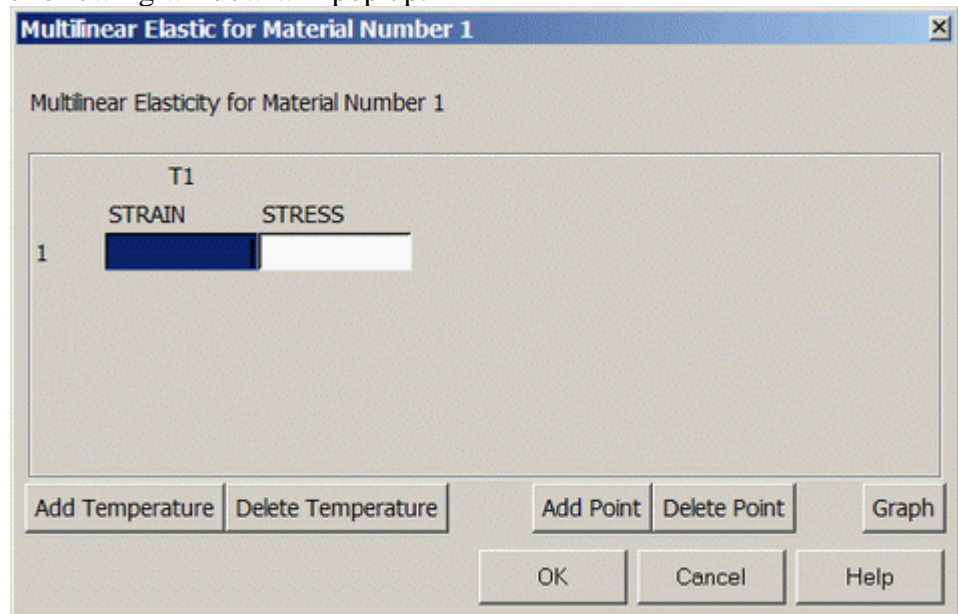 Multilinear Elastic for Material Number 1
Multilinear Elasticity for Material Number 1
T1
STRAIN STRESS
1
Add Temperature Delete Temperature Add Point Delete Point Graph
OK Cancel Help